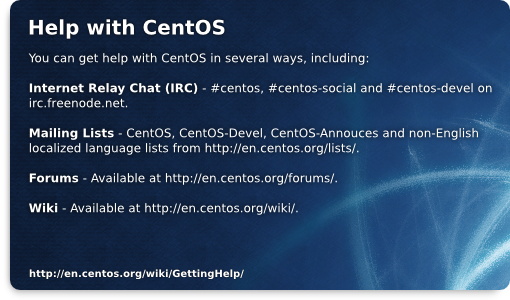 Help with CentOS
You can get help with CentOS in several ways, including:
Internet Relay Chat (IRC) - #centos, #centos-social and #centos-devel on
irc.freenode.net.
Mailing Lists - CentOS, CentOS-Devel, CentOS-Annouces and non-English
localized language lists from http://en.centos.org/lists/.
Forums - Available at http://en.centos.org/forums/.
Wiki - Available at http://en.centos.org/wiki/.
http://en.centos.org/wiki/GettingHelp/